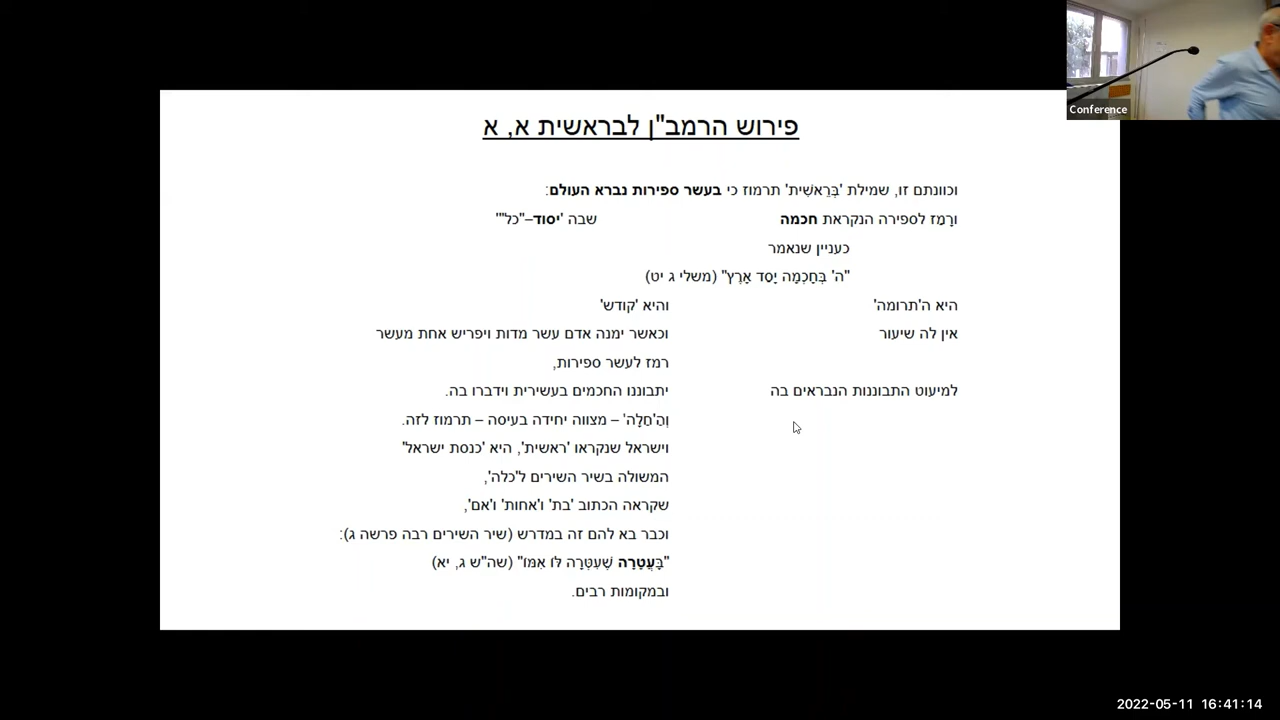 פירוש הרמב"ן לבראשית א, א
וכוונתם זו, שמילת 'בְּרֵאשִׁית' תרמוז כי בעשר ספירות נברא העולם:
ורָמַז לספירה הנקראת חכמה שבה 'יסוד–"כל"'
כעניין שנאמר
"ה' בְּחָכְמָה יָסַד אָרֶץ" (משלי ג יט)
היא ה'תרומה' והיא 'קודש'
אין לה שיעור וכאשר ימנה אדם עשר מדות ויפריש אחת מעשר
רמז לעשר ספירות,
למיעוט התבוננות הנבראים בה יתבוננו החכמים בעשירית וידברו בה.
וְהַ'חַלָּה' – מצווה יחידה בעיסה – תרמוז לזה.
וישראל שנקראו 'ראשית', היא 'כנסת ישראל'
המשולה בשיר השירים ל'כלה',
שקראה הכתוב 'בת' ו'אחות' ו'אם',
וכבר בא להם זה במדרש (שיר השירים רבה פרשה ג):
"בָּעֲטָרָה שֶׁעִטְּרָה לּוֹ אִמּוֹ" (שה"ש ג, יא)
ובמקומות רבים.
Conference
2022-05-11 16:41:14